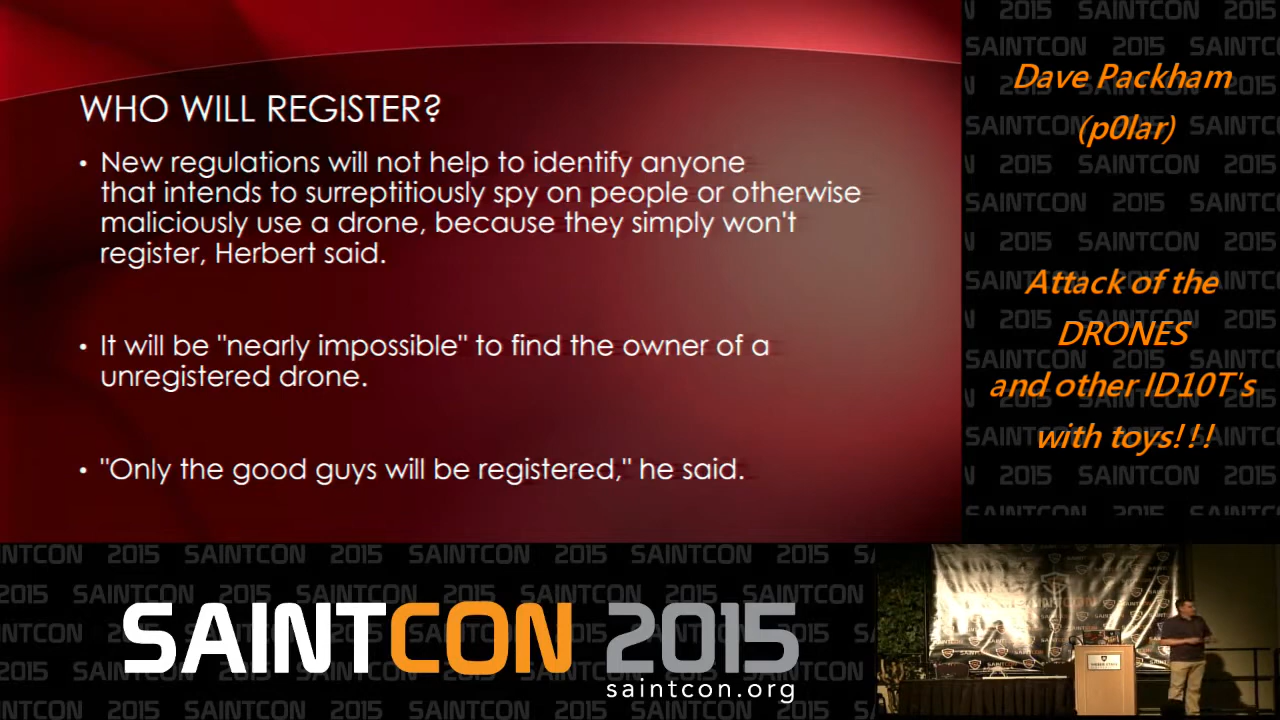 WHO WILL REGISTER?
• New regulations will not help to identify anyone
that intends to surreptitiously spy on people or otherwise
maliciously use a drone, because they simply won't
register, Herbert said.
• It will be "nearly impossible" to find the owner of a
unregistered drone.
• "Only the good guys will be registered," he said.
Dave Packham
(p0lar)
Attack of the
DRONES
and other ID10T's
with toys!!!
SAINTCON 2015
saintcon.org